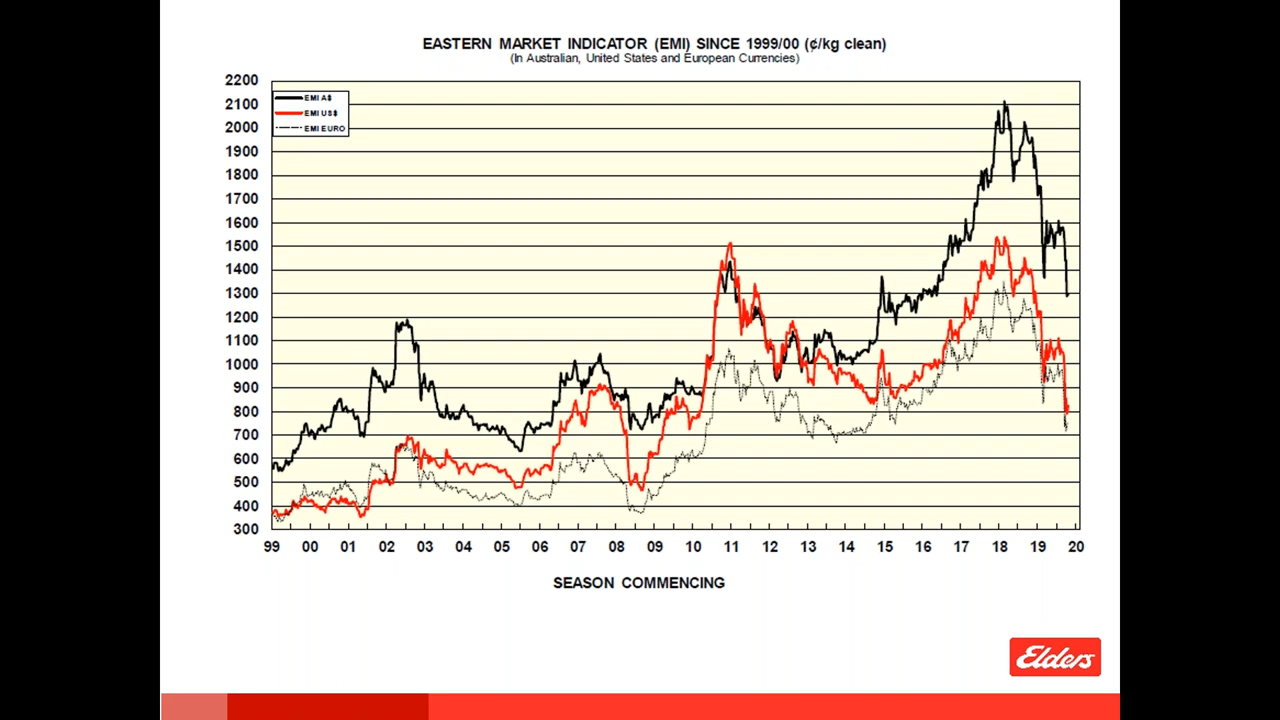 EASTERN MARKET INDICATOR (EMI) SINCE 1999/00 (¢/kg clean)
(In Australian, United States and European Currencies)
2200
2100
2000
1900
1800
1700
1600
1500
1400
1300
1200
1100
1000
900
800
700
600
500
400
300
EMI A$
EMI US$
EMI EURO
99 00 01 02 03 04 05 06 07 08 09 10 11 12 13 14 15 16 17 18 19 20
SEASON COMMENCING
Elders